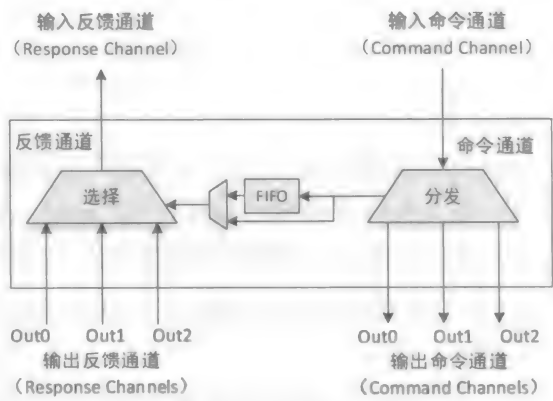 输入反馈通道
（Response Channel）
输入命令通道
（Command Channel）
反馈通道
命令通道
选择
FIFO
分发
Out0 Out1 Out2
输出反馈通道
（Response Channels）
Out0 Out1 Out2
输出命令通道
（Command Channels）